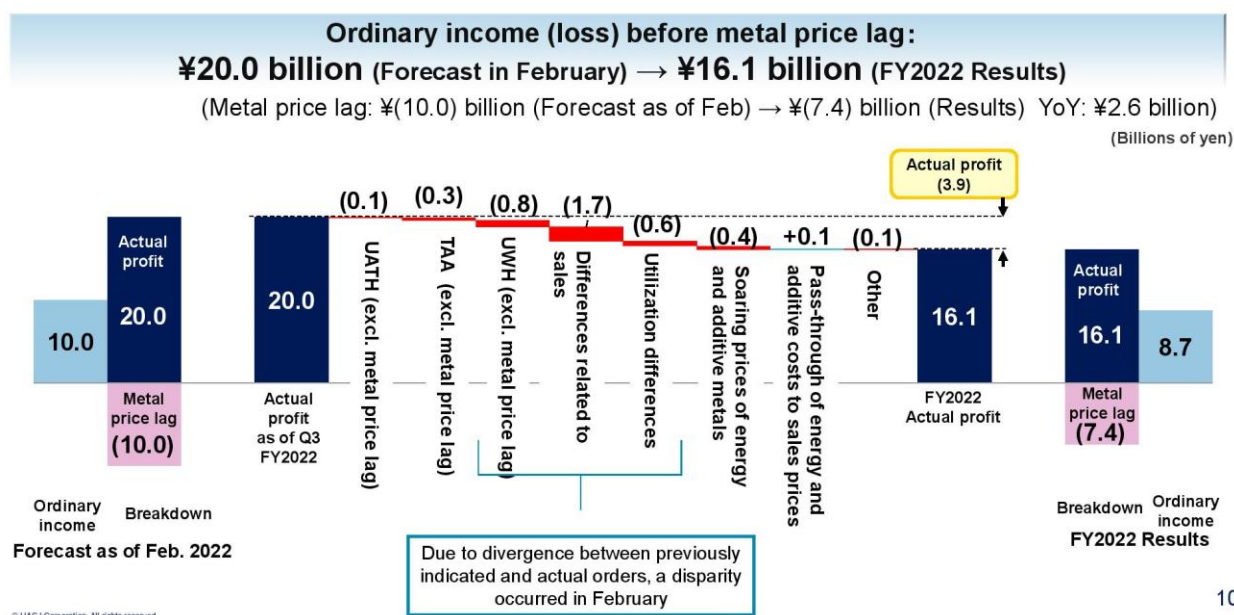 Ordinary income (loss) before metal price lag:
¥20.0 billion (Forecast in February) → ¥16.1 billion (FY2022 Results)
(Metal price lag: ¥(10.0) billion (Forecast as of Feb) → ¥(7.4) billion (Results) YoY: ¥2.6 billion)
(Billions of yen)
Actual profit
(3.9)
10.0
Actual
profit
20.0
Metal
price lag
(10.0)
Ordinary
income
Breakdown
Forecast as of Feb. 2022
20.0
Actual
profit
as of Q3
FY2022
(0.1)
UATH (excl. metal price lag)
(0.3)
TAA (excl. metal price lag)
(0.8)
UWH (excl. metal price lag)
(1.7)
Differences related to
sales
(0.6)
Utilization differences
(0.4)
Soaring prices of energy
and additive metals
+0.1
Pass-through of energy and
additive costs to sales prices
(0.1)
Other
16.1
FY2022
Actual profit
Actual
profit
16.1
Metal
price lag
(7.4)
8.7
Breakdown
Ordinary
income
FY2022 Results
Due to divergence between previously
indicated and actual orders, a disparity
occurred in February
10